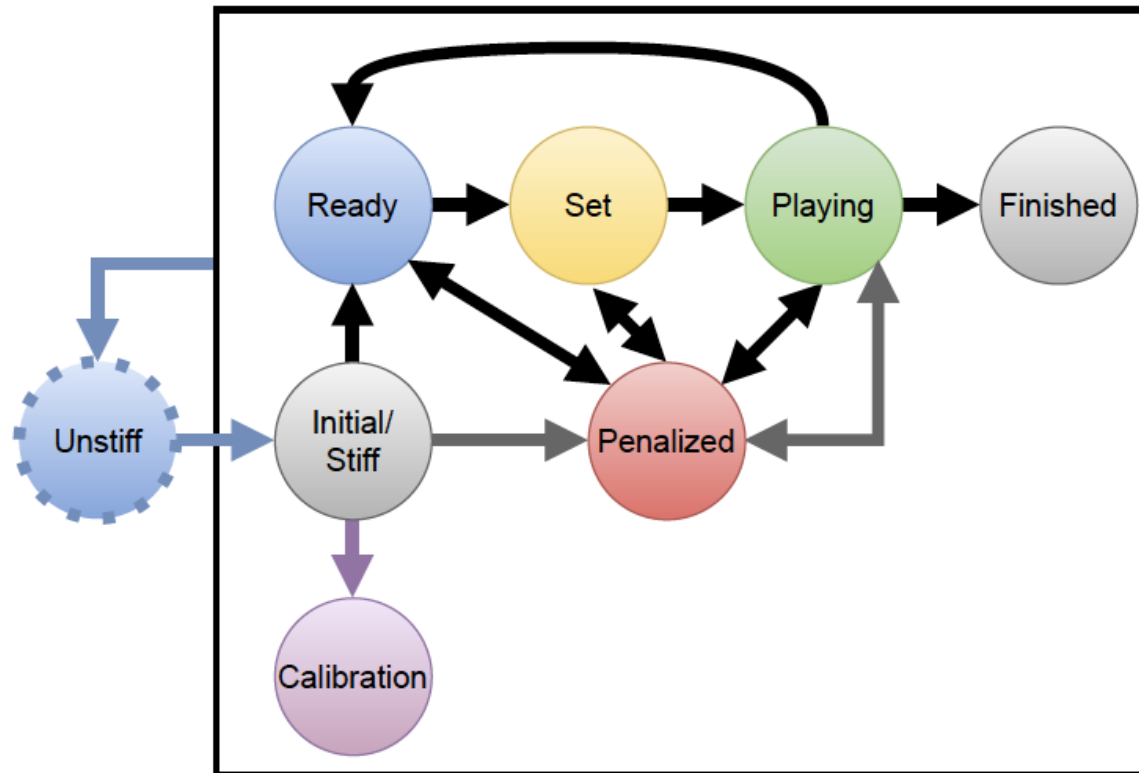 Ready
Set
Playing
Finished
Unstiff
Initial/
Stiff
Penalized
Calibration